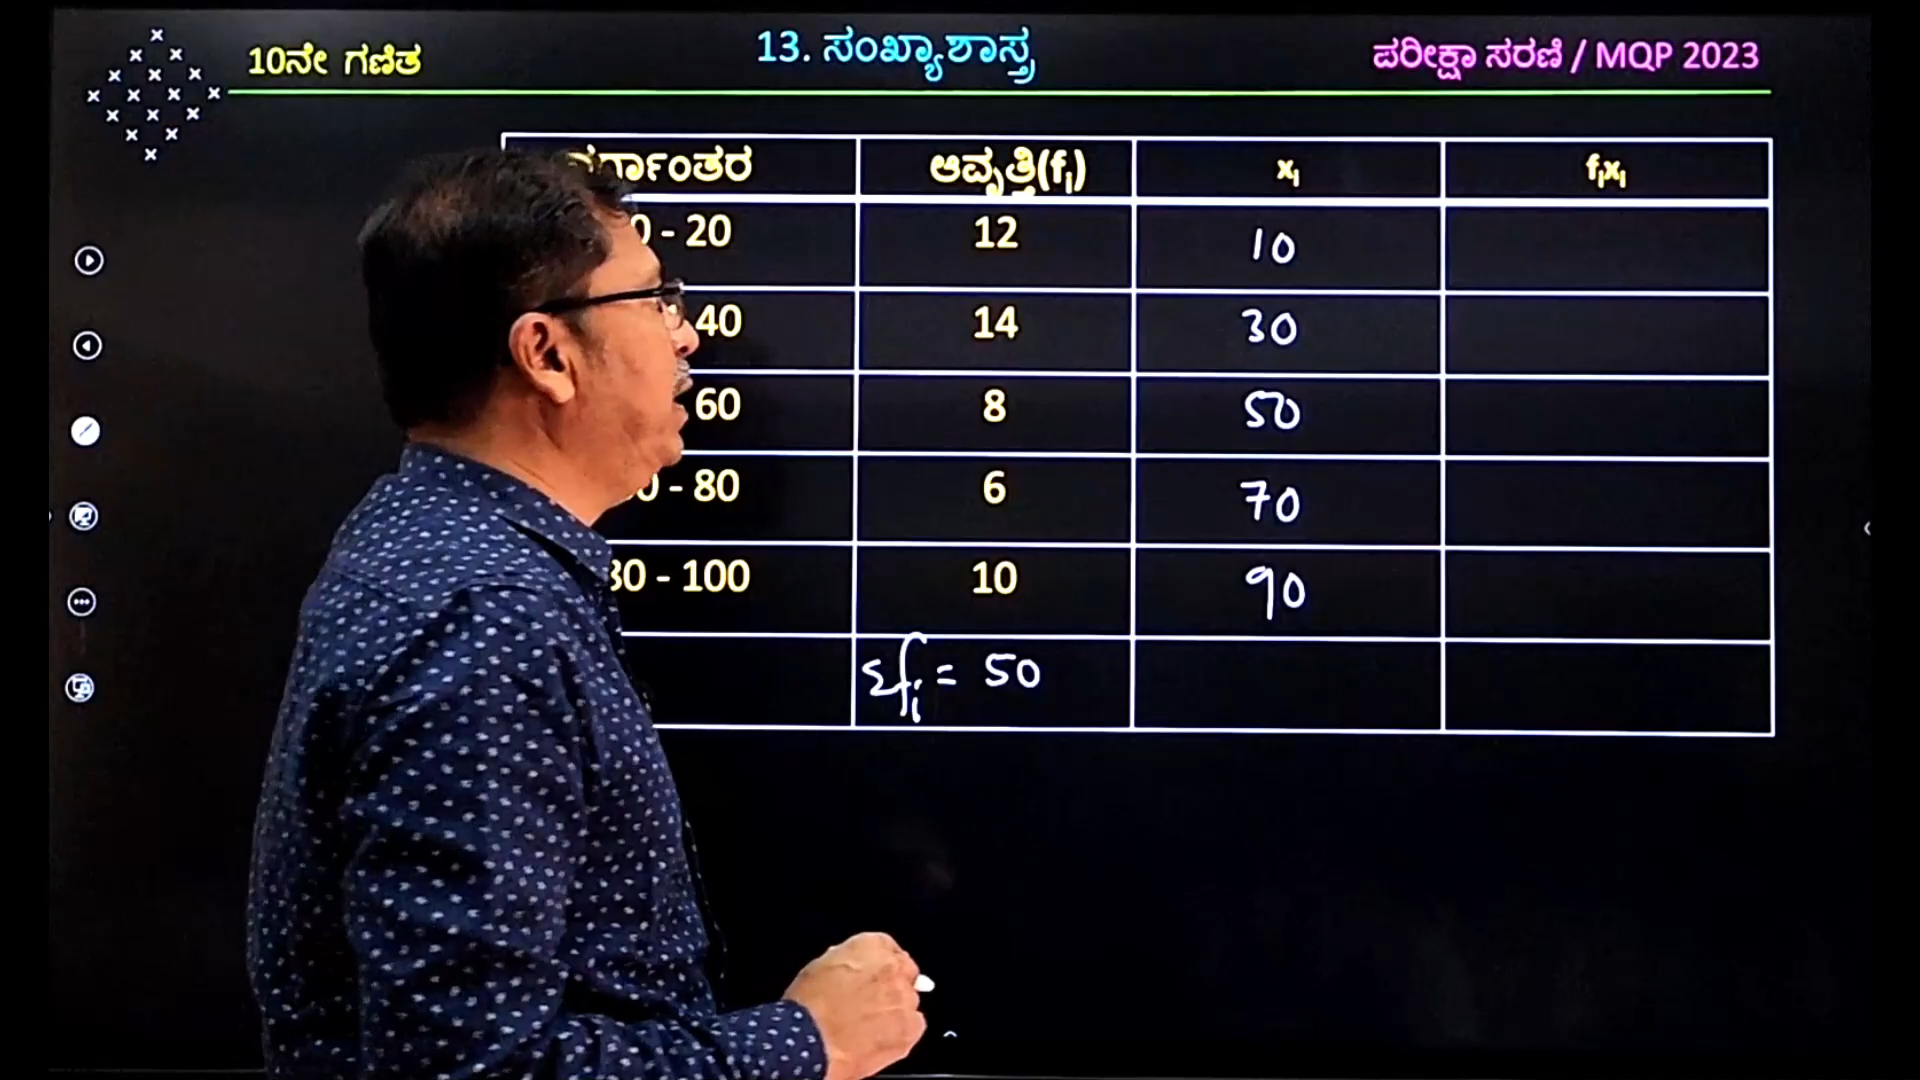 10ನೇ ಗಣಿತ
13. ಸಂಖ್ಯಾಶಾಸ್ತ್ರ
ಪರೀಕ್ಷಾ ಸರಣಿ / MQP 2023
ಆವೃತ್ತಿ(fᵢ) xᵢ fᵢxᵢ
0 - 20 12 10
40 14 30
60 8 50
- 80 6 70
- 100 10 90
Σfᵢ = 50